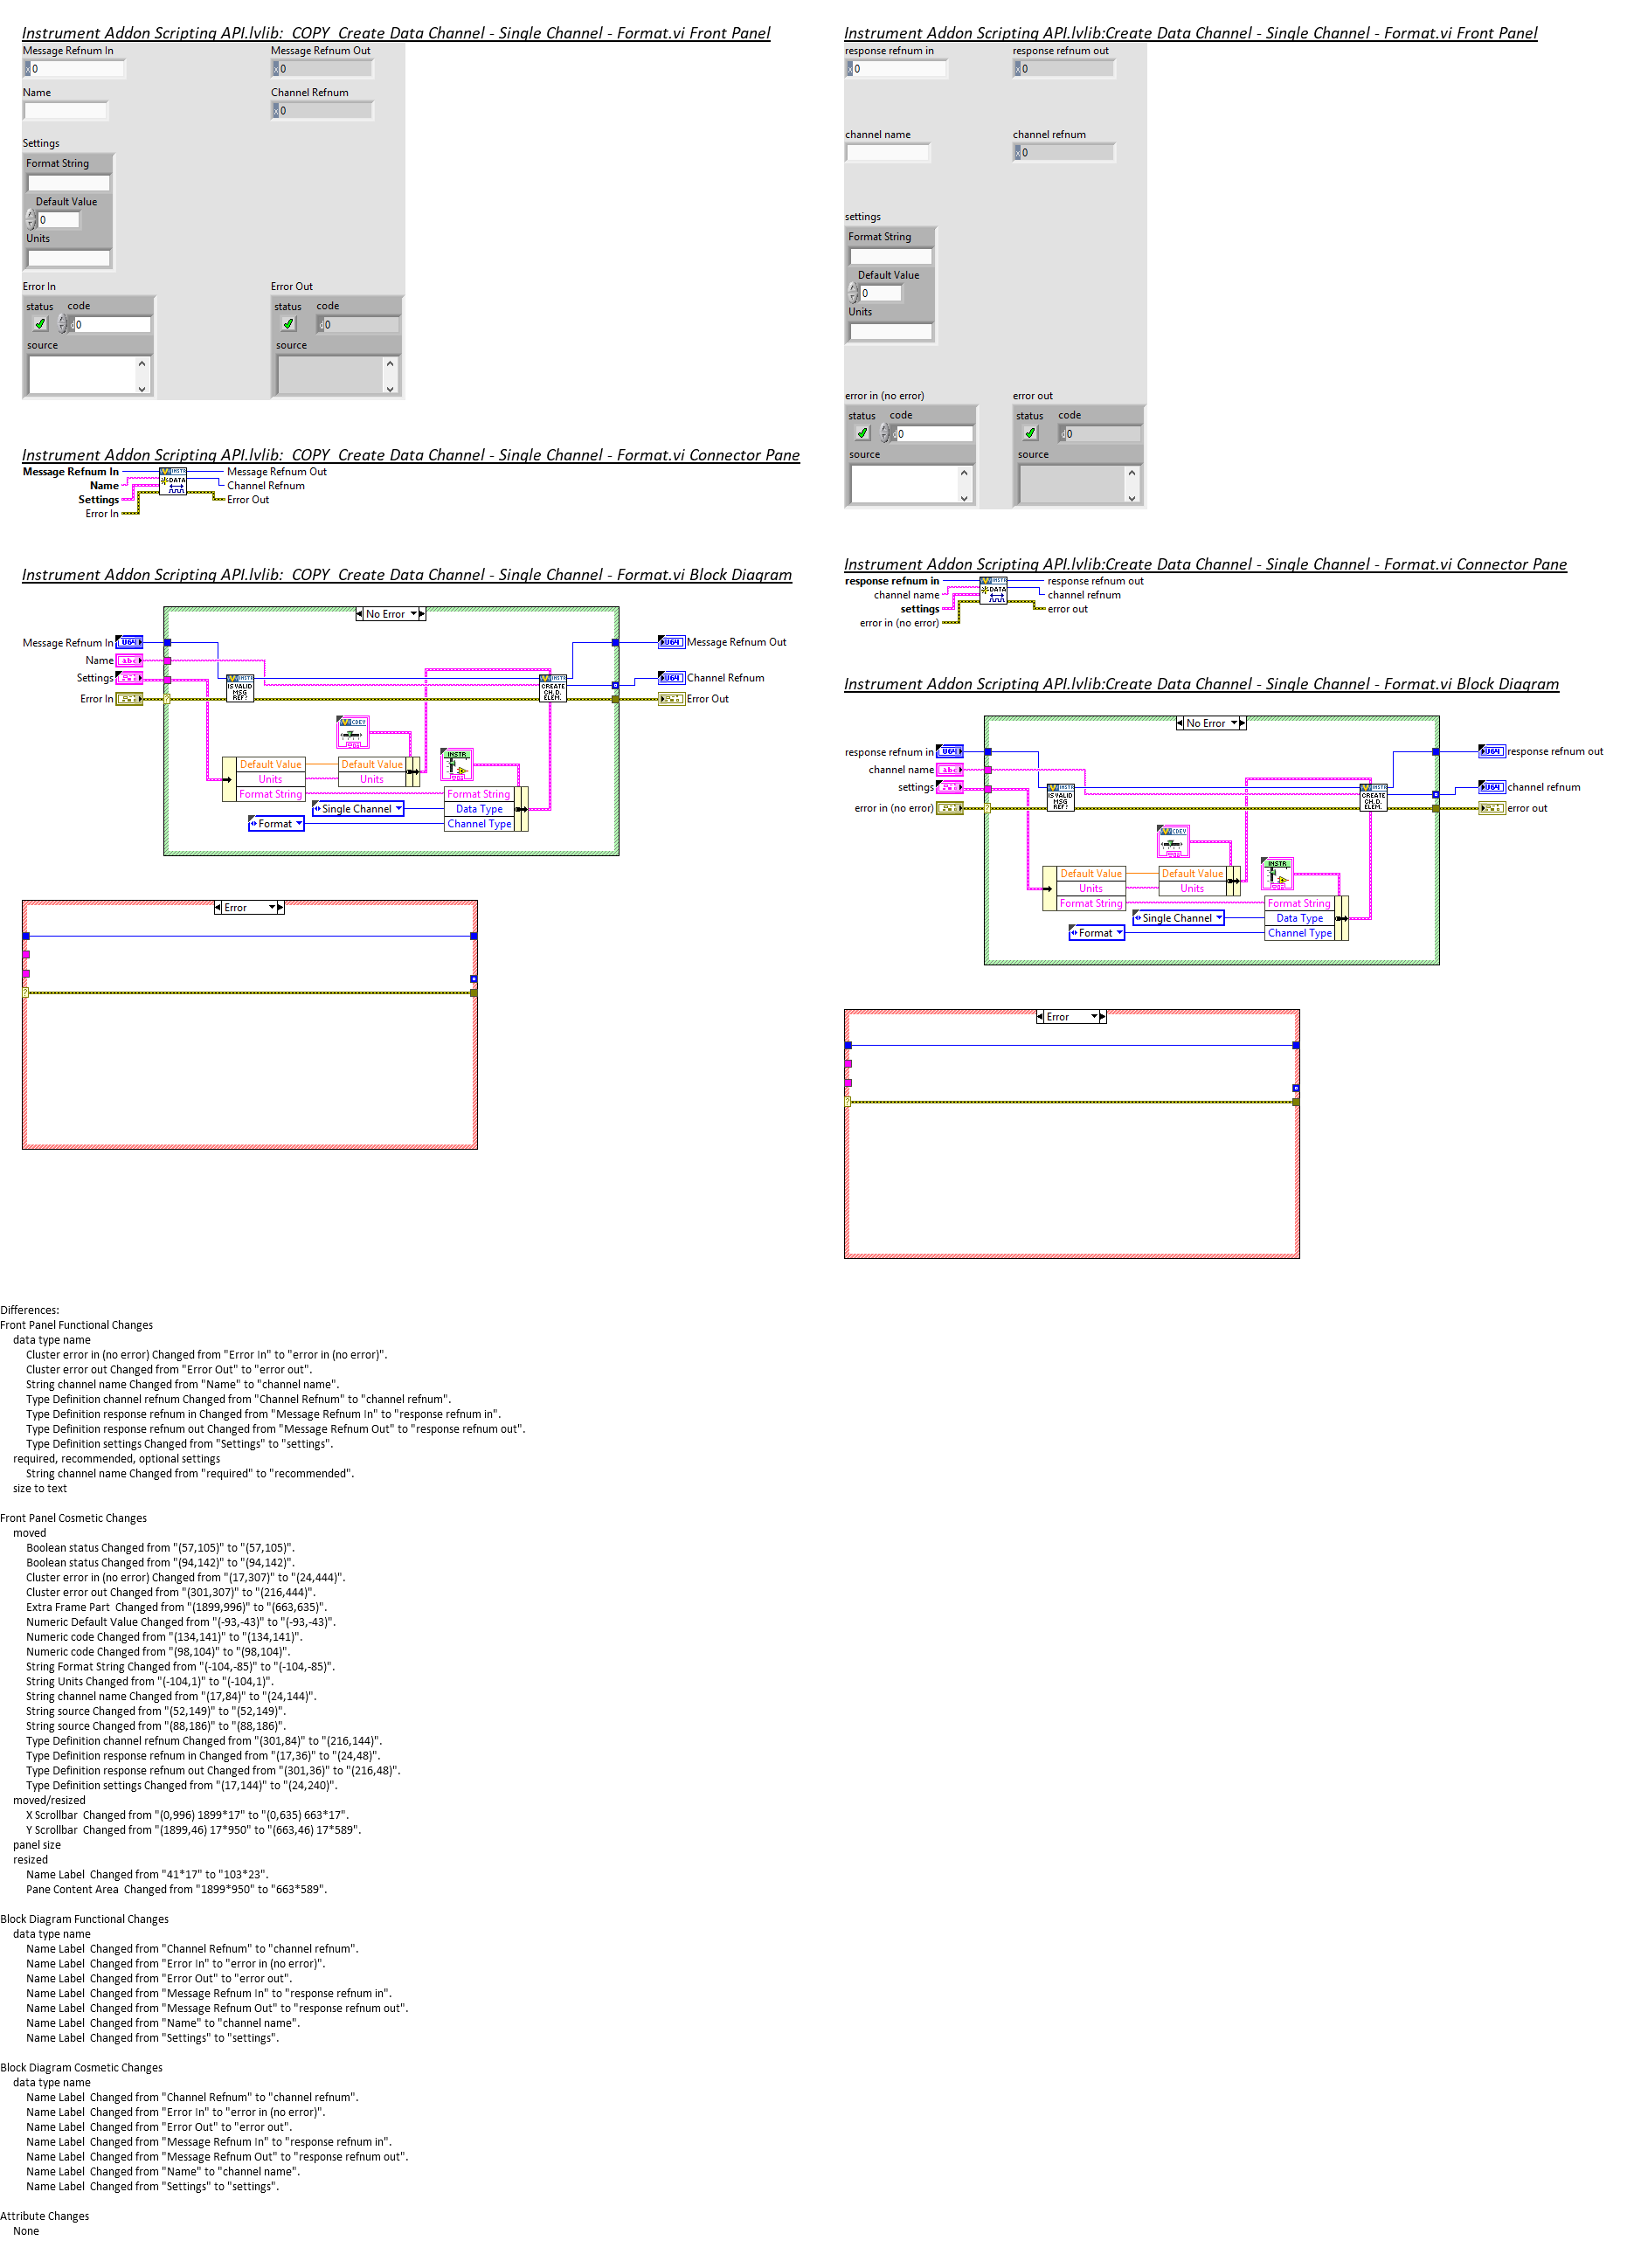 Instrument Addon Scripting API.lvlib:_COPY_Create Data Channel - Single Channel - Format.vi Front Panel
Message Refnum In
Message Refnum Out
x 0
x 0
Name
Channel Refnum
x 0
Settings
Format String
Default Value
0
Units
Error In
Error Out
status code
status code
d 0
d 0
source
source
Instrument Addon Scripting API.lvlib:_COPY_Create Data Channel - Single Channel - Format.vi Connector Pane
Message Refnum In
Message Refnum Out
Name
Channel Refnum
Settings
Error Out
Error In
INSTR
DATA
Instrument Addon Scripting API.lvlib:_COPY_Create Data Channel - Single Channel - Format.vi Block Diagram
No Error
Message Refnum In
U64
U64
Message Refnum Out
Name
abc
Settings
U64
Channel Refnum
Error In
Error Out
INSTR
IS VALID
MSG
REF?
INSTR
CREATE
CH.D.
ELEM.
CDEV
INSTR
Default Value
Default Value
Units
Units
Format String
Format String
Single Channel
Data Type
Format
Channel Type
Error
Instrument Addon Scripting API.lvlib:Create Data Channel - Single Channel - Format.vi Front Panel
response refnum in
response refnum out
x 0
x 0
channel name
channel refnum
x 0
settings
Format String
Default Value
0
Units
error in (no error)
error out
status code
status code
d 0
d 0
source
source
Instrument Addon Scripting API.lvlib:Create Data Channel - Single Channel - Format.vi Connector Pane
response refnum in
response refnum out
channel name
channel refnum
settings
error out
error in (no error)
INSTR
DATA
Instrument Addon Scripting API.lvlib:Create Data Channel - Single Channel - Format.vi Block Diagram
No Error
response refnum in
U64
U64
response refnum out
channel name
abc
settings
U64
channel refnum
error in (no error)
error out
INSTR
IS VALID
MSG
REF?
INSTR
CREATE
CH.D.
ELEM.
CDEV
INSTR
Default Value
Default Value
Units
Units
Format String
Format String
Single Channel
Data Type
Format
Channel Type
Error
Differences:
Front Panel Functional Changes
data type name
Cluster error in (no error) Changed from "Error In" to "error in (no error)".
Cluster error out Changed from "Error Out" to "error out".
String channel name Changed from "Name" to "channel name".
Type Definition channel refnum Changed from "Channel Refnum" to "channel refnum".
Type Definition response refnum in Changed from "Message Refnum In" to "response refnum in".
Type Definition response refnum out Changed from "Message Refnum Out" to "response refnum out".
Type Definition settings Changed from "Settings" to "settings".
required, recommended, optional settings
String channel name Changed from "required" to "recommended".
size to text
Front Panel Cosmetic Changes
moved
Boolean status Changed from "(57,105)" to "(57,105)".
Boolean status Changed from "(94,142)" to "(94,142)".
Cluster error in (no error) Changed from "(17,307)" to "(24,444)".
Cluster error out Changed from "(301,307)" to "(216,444)".
Extra Frame Part  Changed from "(1899,996)" to "(663,635)".
Numeric Default Value Changed from "(-93,-43)" to "(-93,-43)".
Numeric code Changed from "(134,141)" to "(134,141)".
Numeric code Changed from "(98,104)" to "(98,104)".
String Format String Changed from "(-104,-85)" to "(-104,-85)".
String Units Changed from "(-104,1)" to "(-104,1)".
String channel name Changed from "(17,84)" to "(24,144)".
String source Changed from "(52,149)" to "(52,149)".
String source Changed from "(88,186)" to "(88,186)".
Type Definition channel refnum Changed from "(301,84)" to "(216,144)".
Type Definition response refnum in Changed from "(17,36)" to "(24,48)".
Type Definition response refnum out Changed from "(301,36)" to "(216,48)".
Type Definition settings Changed from "(17,144)" to "(24,240)".
moved/resized
X Scrollbar  Changed from "(0,996) 1899*17" to "(0,635) 663*17".
Y Scrollbar  Changed from "(1899,46) 17*950" to "(663,46) 17*589".
panel size
resized
Name Label  Changed from "41*17" to "103*23".
Pane Content Area  Changed from "1899*950" to "663*589".
Block Diagram Functional Changes
data type name
Name Label  Changed from "Channel Refnum" to "channel refnum".
Name Label  Changed from "Error In" to "error in (no error)".
Name Label  Changed from "Error Out" to "error out".
Name Label  Changed from "Message Refnum In" to "response refnum in".
Name Label  Changed from "Message Refnum Out" to "response refnum out".
Name Label  Changed from "Name" to "channel name".
Name Label  Changed from "Settings" to "settings".
Block Diagram Cosmetic Changes
data type name
Name Label  Changed from "Channel Refnum" to "channel refnum".
Name Label  Changed from "Error In" to "error in (no error)".
Name Label  Changed from "Error Out" to "error out".
Name Label  Changed from "Message Refnum In" to "response refnum in".
Name Label  Changed from "Message Refnum Out" to "response refnum out".
Name Label  Changed from "Name" to "channel name".
Name Label  Changed from "Settings" to "settings".
Attribute Changes
None